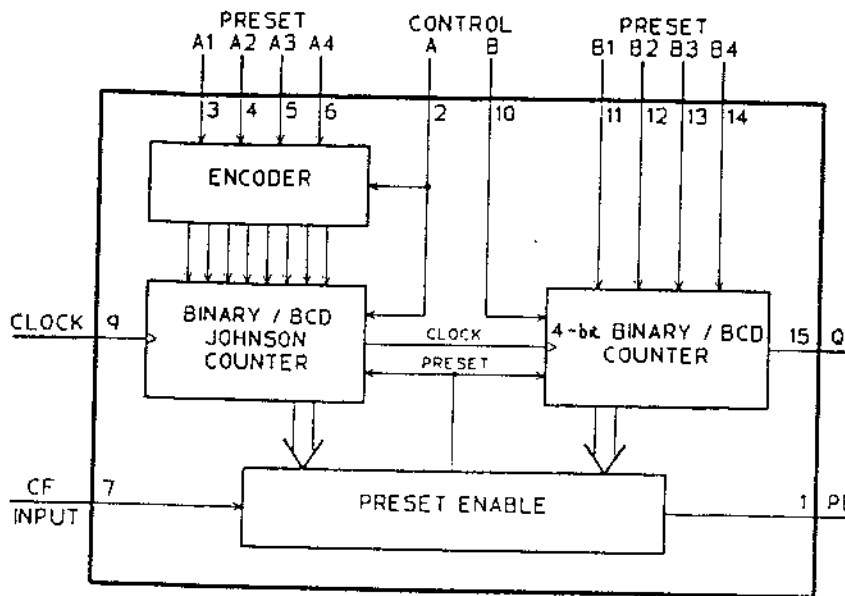 PRESET CONTROL PRESET
A1 A2 A3 A4 A B B1 B2 B3 B4
3 4 5 6 2 10 11 12 13 14
ENCODER
BINARY / BCD
JOHNSON
COUNTER
4-bit BINARY / BCD
COUNTER
CLOCK 9
CLOCK
PRESET
15 Q
CF
INPUT
7
PRESET ENABLE
1